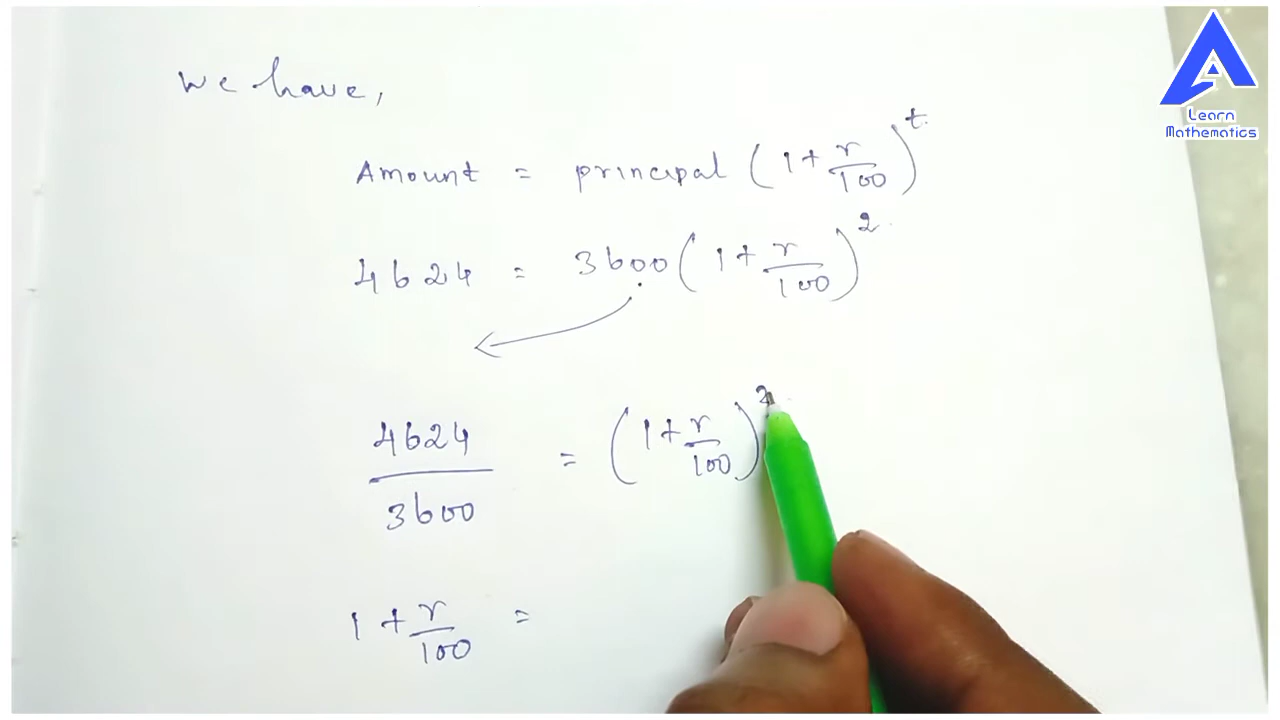 Learn
Mathematics
We have,
Amount = principal (1 + r/100)^t.
4624 = 3600 (1 + r/100)^2.
4624/3600 = (1 + r/100)^2
1 + r/100 =